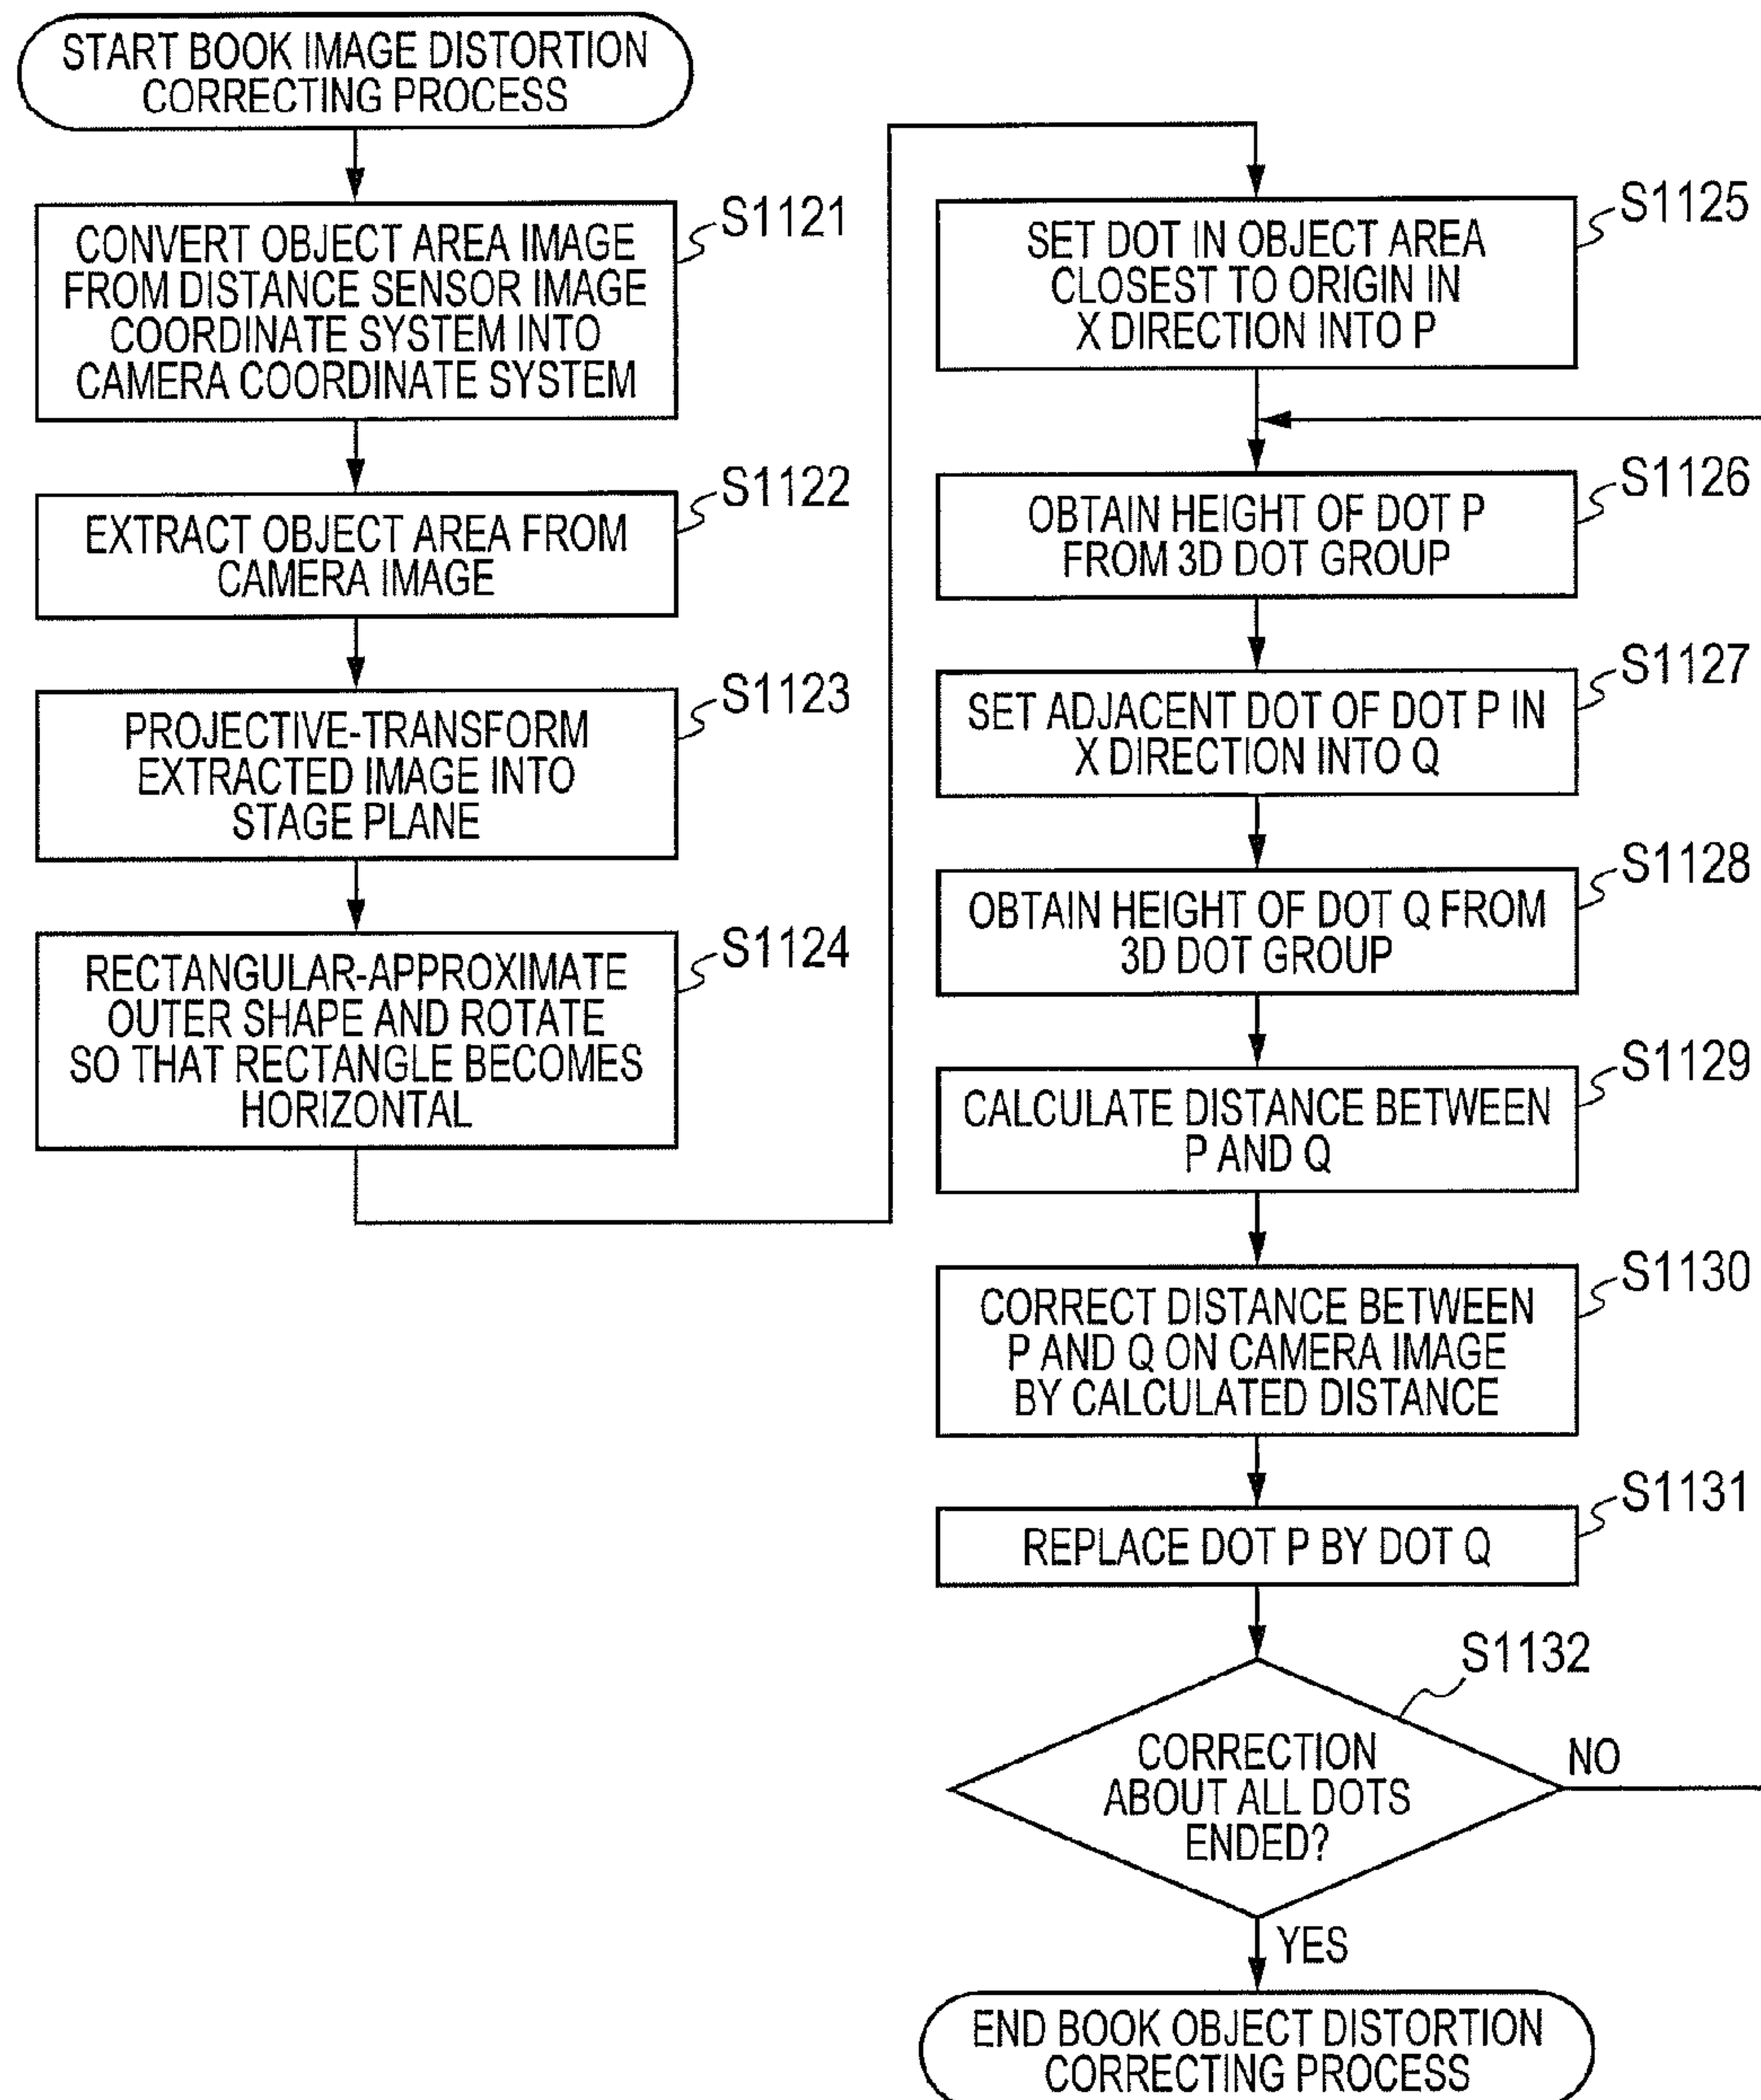 START BOOK IMAGE DISTORTION
CORRECTING PROCESS
CONVERT OBJECT AREA IMAGE
FROM DISTANCE SENSOR IMAGE
COORDINATE SYSTEM INTO
CAMERA COORDINATE SYSTEM
S1121
EXTRACT OBJECT AREA FROM
CAMERA IMAGE
S1122
PROJECTIVE-TRANSFORM
EXTRACTED IMAGE INTO
STAGE PLANE
S1123
RECTANGULAR-APPROXIMATE
OUTER SHAPE AND ROTATE
SO THAT RECTANGLE BECOMES
HORIZONTAL
S1124
SET DOT IN OBJECT AREA
CLOSEST TO ORIGIN IN
X DIRECTION INTO P
S1125
OBTAIN HEIGHT OF DOT P
FROM 3D DOT GROUP
S1126
SET ADJACENT DOT OF DOT P IN
X DIRECTION INTO Q
S1127
OBTAIN HEIGHT OF DOT Q FROM
3D DOT GROUP
S1128
CALCULATE DISTANCE BETWEEN
P AND Q
S1129
CORRECT DISTANCE BETWEEN
P AND Q ON CAMERA IMAGE
BY CALCULATED DISTANCE
S1130
REPLACE DOT P BY DOT Q
S1131
CORRECTION
ABOUT ALL DOTS
ENDED?
S1132
NO
YES
END BOOK OBJECT DISTORTION
CORRECTING PROCESS